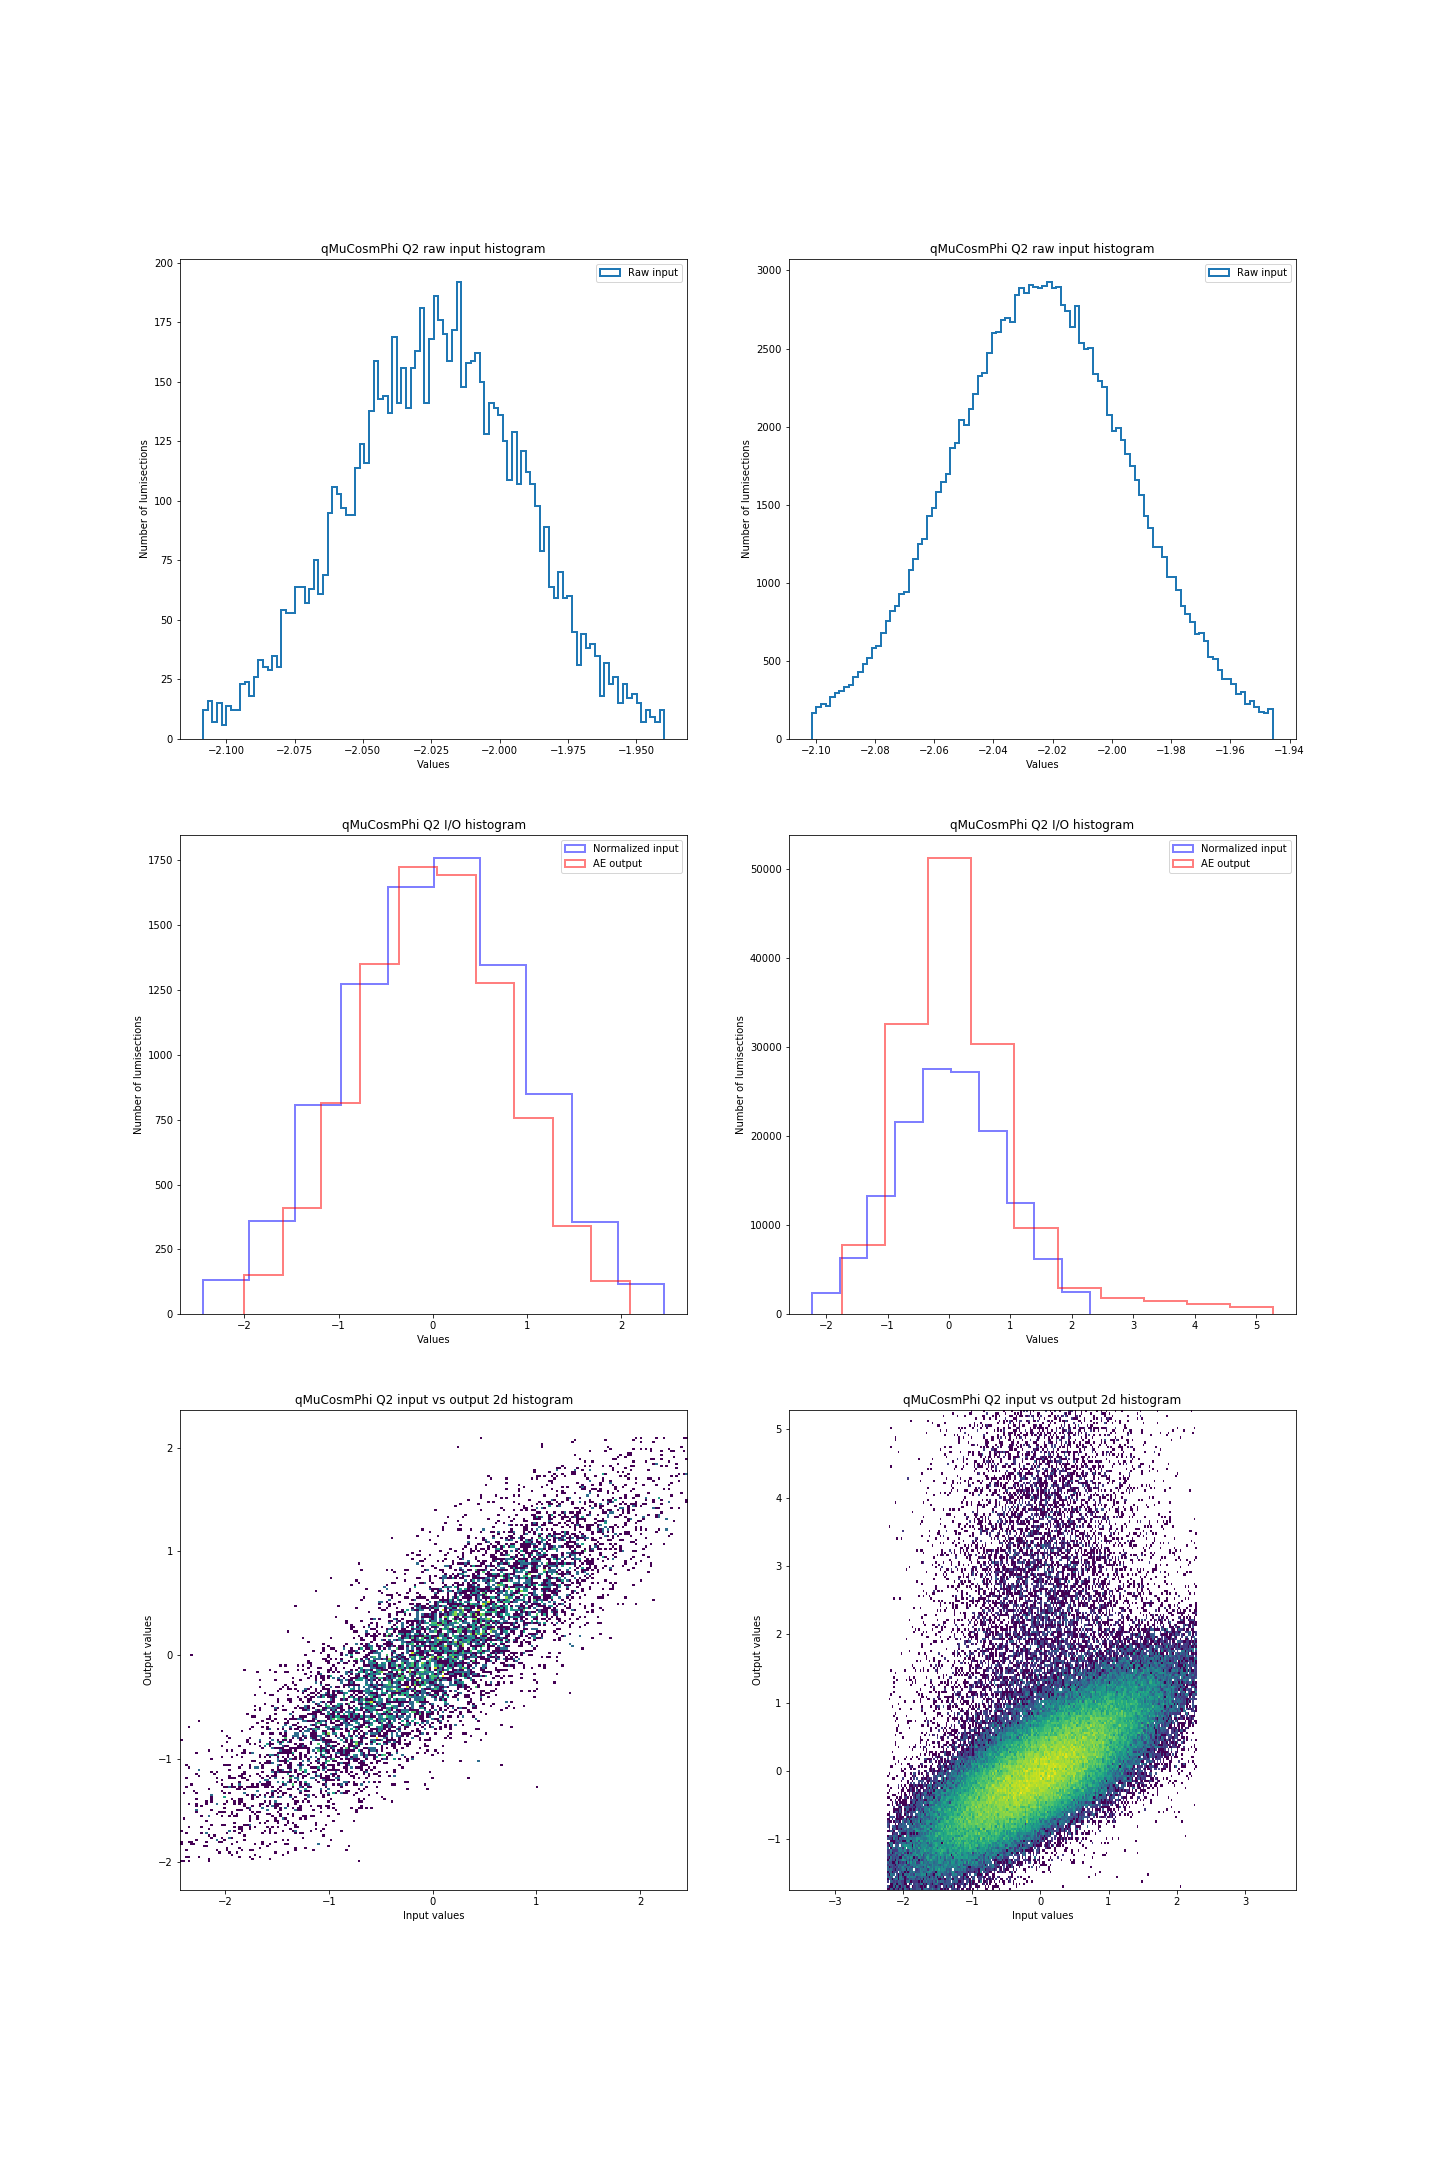 qMuCosmPhi Q2 raw input histogram
Raw input
200
175
150
125
100
75
50
25
0
Number of lumisections
−2.100 −2.075 −2.050 −2.025 −2.000 −1.975 −1.950
Values
qMuCosmPhi Q2 raw input histogram
Raw input
3000
2500
2000
1500
1000
500
0
Number of lumisections
−2.10 −2.08 −2.06 −2.04 −2.02 −2.00 −1.98 −1.96 −1.94
Values
qMuCosmPhi Q2 I/O histogram
Normalized input
AE output
1750
1500
1250
1000
750
500
250
0
Number of lumisections
−2 −1 0 1 2
Values
qMuCosmPhi Q2 I/O histogram
Normalized input
AE output
50000
40000
30000
20000
10000
0
Number of lumisections
−2 −1 0 1 2 3 4 5
Values
qMuCosmPhi Q2 input vs output 2d histogram
2
1
0
−1
−2
Output values
−2 −1 0 1 2
Input values
qMuCosmPhi Q2 input vs output 2d histogram
5
4
3
2
1
0
−1
Output values
−3 −2 −1 0 1 2 3
Input values